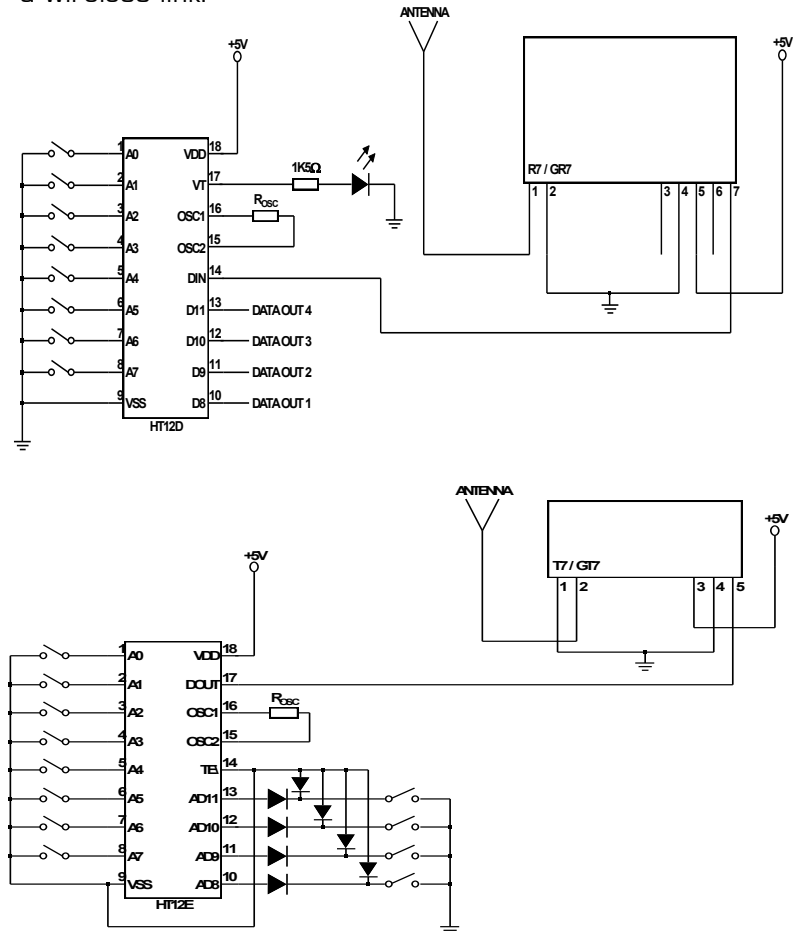 a wireless link.
ANTENNA
+5V
+5V
R7 / GR7
1 2 3 4 5 6 7
1 A0 VDD 18
2 A1 VT 17
1K5Ω
3 A2 OSC1 16
ROSC
4 A3 OSC2 15
5 A4 DIN 14
6 A5 D11 13 DATA OUT 4
7 A6 D10 12 DATA OUT 3
8 A7 D9 11 DATA OUT 2
9 VSS D8 10 DATA OUT 1
HT12D
ANTENNA
+5V
T7 / GT7
1 2 3 4 5
+5V
1 A0 VDD 18
2 A1 DOUT 17
3 A2 OSC1 16
ROSC
4 A3 OSC2 15
5 A4 TE\ 14
6 A5 AD11 13
7 A6 AD10 12
8 A7 AD9 11
9 VSS AD8 10
HT12E